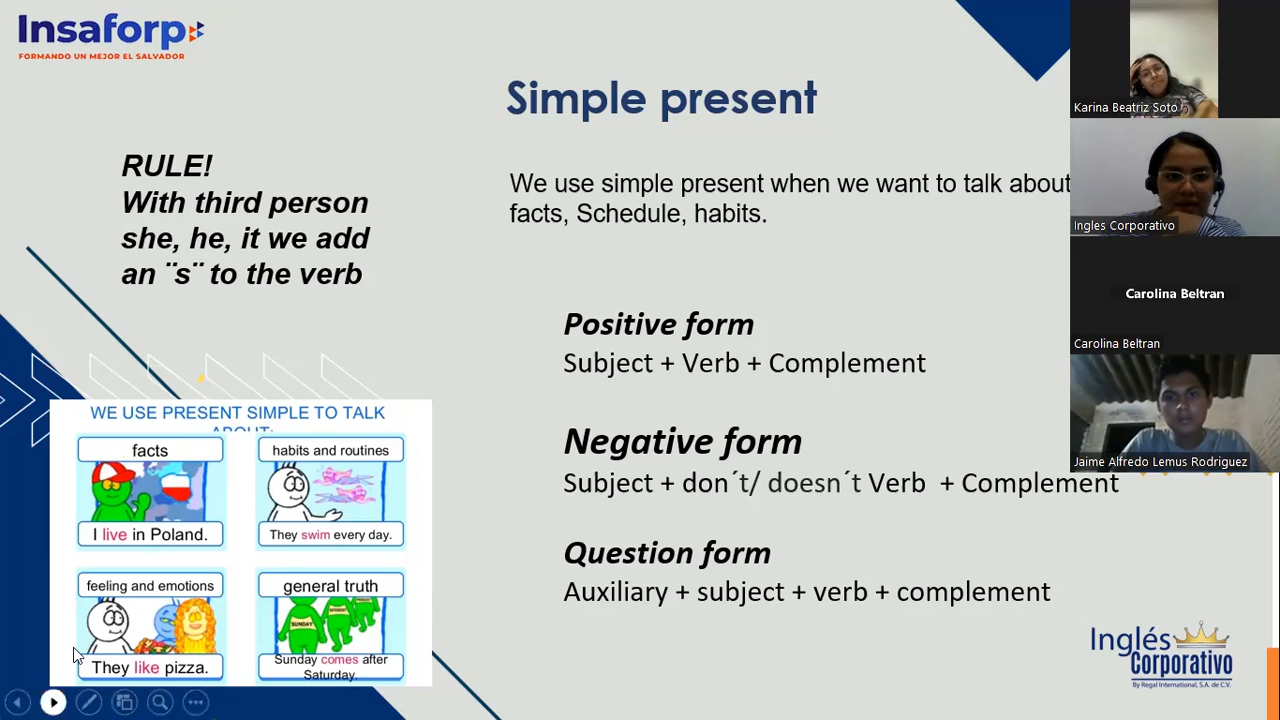 Insaforp
FORMANDO UN MEJOR EL SALVADOR
Simple present
RULE!
With third person
she, he, it we add
an ¨s¨ to the verb
We use simple present when we want to talk about
facts, Schedule, habits.
Positive form
Subject + Verb + Complement
Negative form
Subject + don´t/ doesn´t Verb + Complement
Question form
Auxiliary + subject + verb + complement
WE USE PRESENT SIMPLE TO TALK
ABOUT:
facts
I live in Poland.
habits and routines
They swim every day.
feeling and emotions
They like pizza.
general truth
SUNDAY
Sunday comes after
Saturday.
Karina Beatriz Soto
Ingles Corporativo
Carolina Beltran
Carolina Beltran
Jaime Alfredo Lemus Rodriguez
Inglés
Corporativo
By Regal International, S.A. de C.V.